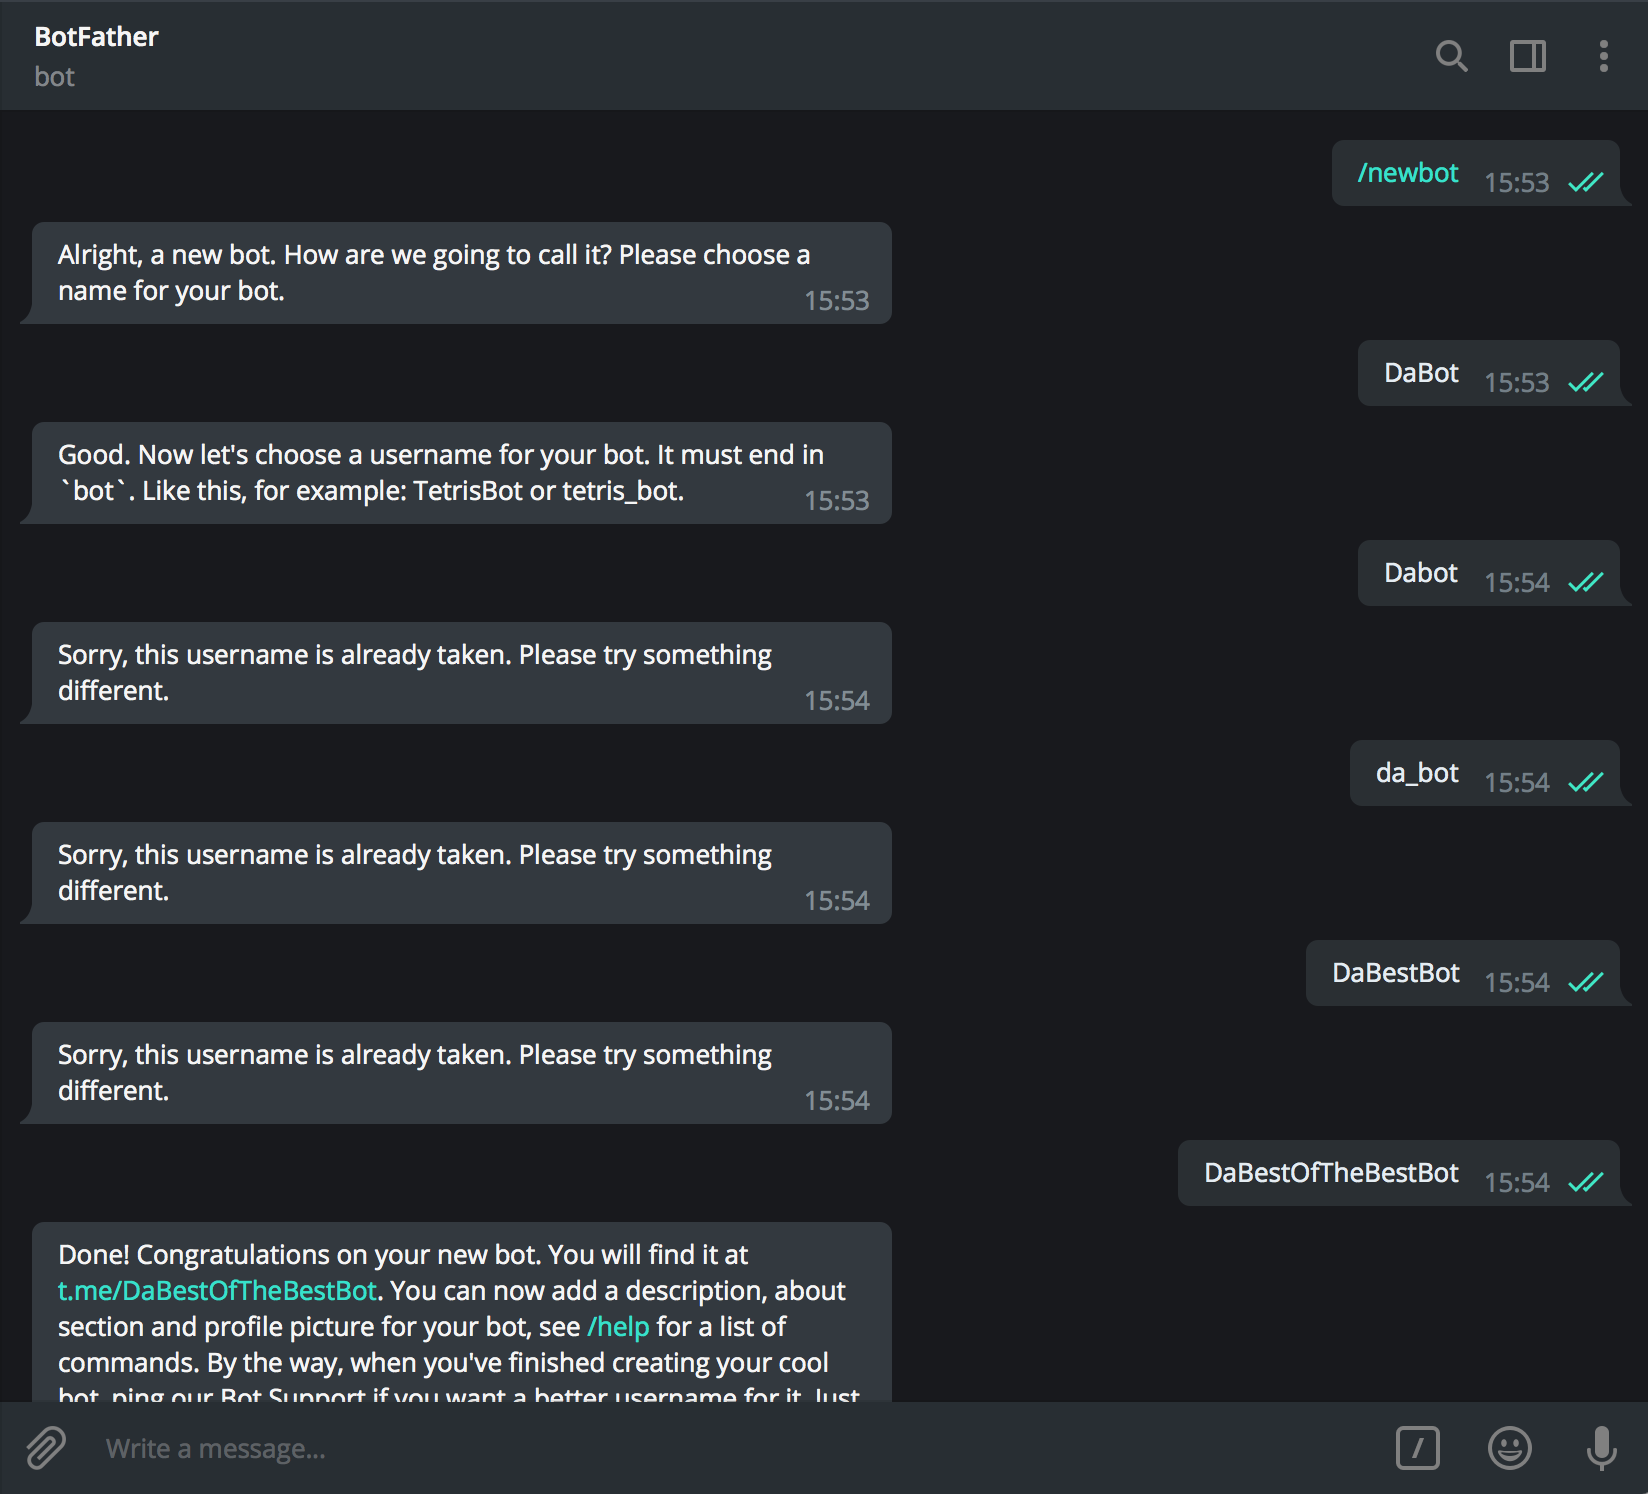 BotFather
bot
/newbot 15:53
Alright, a new bot. How are we going to call it? Please choose a
name for your bot. 15:53
DaBot 15:53
Good. Now let's choose a username for your bot. It must end in
`bot`. Like this, for example: TetrisBot or tetris_bot. 15:53
Dabot 15:54
Sorry, this username is already taken. Please try something
different. 15:54
da_bot 15:54
Sorry, this username is already taken. Please try something
different. 15:54
DaBestBot 15:54
Sorry, this username is already taken. Please try something
different. 15:54
DaBestOfTheBestBot 15:54
Done! Congratulations on your new bot. You will find it at
t.me/DaBestOfTheBestBot. You can now add a description, about
section and profile picture for your bot, see /help for a list of
commands. By the way, when you've finished creating your cool
bot, ping our Bot Support if you want a better username for it. Just
Write a message...
/